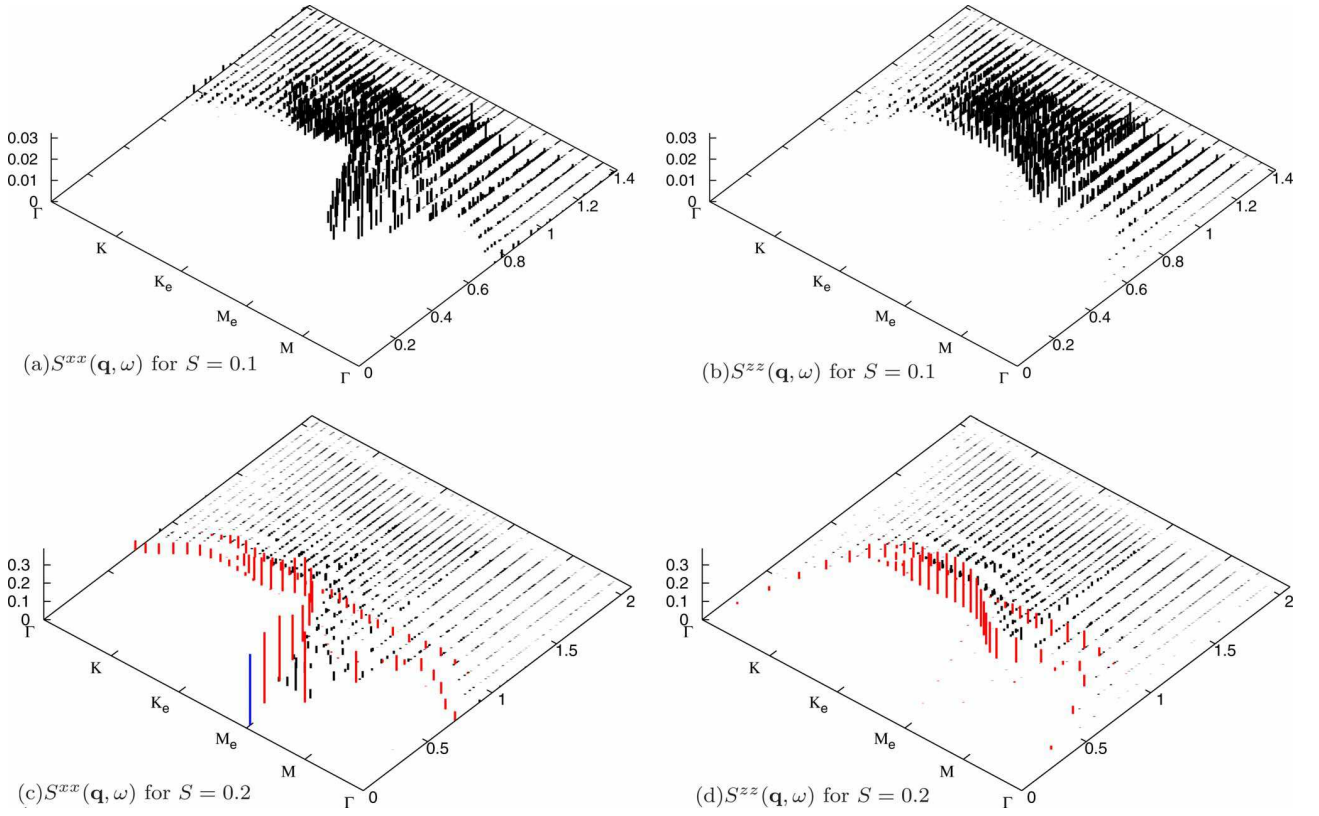 0.03
0.02
0.01
0
Γ
K
K_e
M_e
M
Γ
0
0.2
0.4
0.6
0.8
1
1.2
1.4
(a)S^{xx}(q, ω) for S = 0.1
0.03
0.02
0.01
0
Γ
K
K_e
M_e
M
Γ
0
0.2
0.4
0.6
0.8
1
1.2
1.4
(b)S^{zz}(q, ω) for S = 0.1
0.3
0.2
0.1
0
Γ
K
K_e
M_e
M
Γ
0
0.5
1
1.5
2
(c)S^{xx}(q, ω) for S = 0.2
0.3
0.2
0.1
0
Γ
K
K_e
M_e
M
Γ
0
0.5
1
1.5
2
(d)S^{zz}(q, ω) for S = 0.2